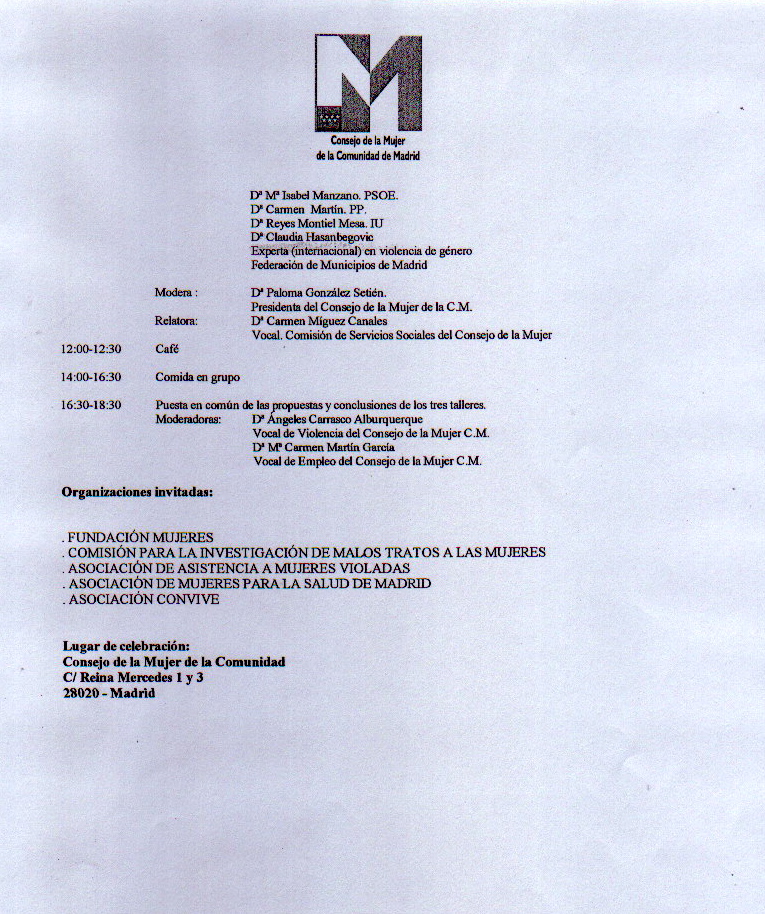 Consejo de la Mujer
de la Comunidad de Madrid
Dª Mª Isabel Manzano. PSOE.
Dª Carmen Martín. PP.
Dª Reyes Montiel Mesa. IU
Dª Claudia Hasanbegovic
Experta (internacional) en violencia de género
Federación de Municipios de Madrid
Modera : Dª Paloma González Setién.
Presidenta del Consejo de la Mujer de la C.M.
Relatora: Dª Carmen Míguez Canales
Vocal. Comisión de Servicios Sociales del Consejo de la Mujer
12:00-12:30 Café
14:00-16:30 Comida en grupo
16:30-18:30 Puesta en común de las propuestas y conclusiones de los tres talleres.
Moderadoras: Dª Ángeles Carrasco Alburquerque
Vocal de Violencia del Consejo de la Mujer C.M.
Dª Mª Carmen Martín García
Vocal de Empleo del Consejo de la Mujer C.M.
Organizaciones invitadas:
. FUNDACIÓN MUJERES
. COMISIÓN PARA LA INVESTIGACIÓN DE MALOS TRATOS A LAS MUJERES
. ASOCIACIÓN DE ASISTENCIA A MUJERES VIOLADAS
. ASOCIACIÓN DE MUJERES PARA LA SALUD DE MADRID
. ASOCIACIÓN CONVIVE
Lugar de celebración:
Consejo de la Mujer de la Comunidad
C/ Reina Mercedes 1 y 3
28020 - Madrid